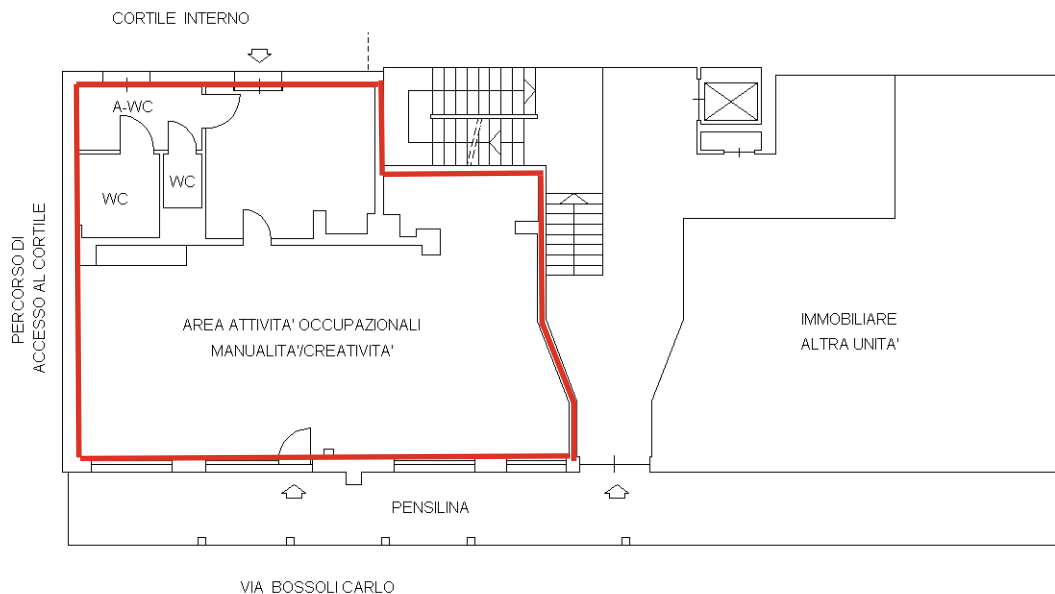 CORTILE INTERNO
A-WC
WC
WC
PERCORSO DI
ACCESSO AL CORTILE
AREA ATTIVITA' OCCUPAZIONALI
MANUALITA'/CREATIVITA'
IMMOBILIARE
ALTRA UNITA'
PENSILINA
VIA BOSSOLI CARLO